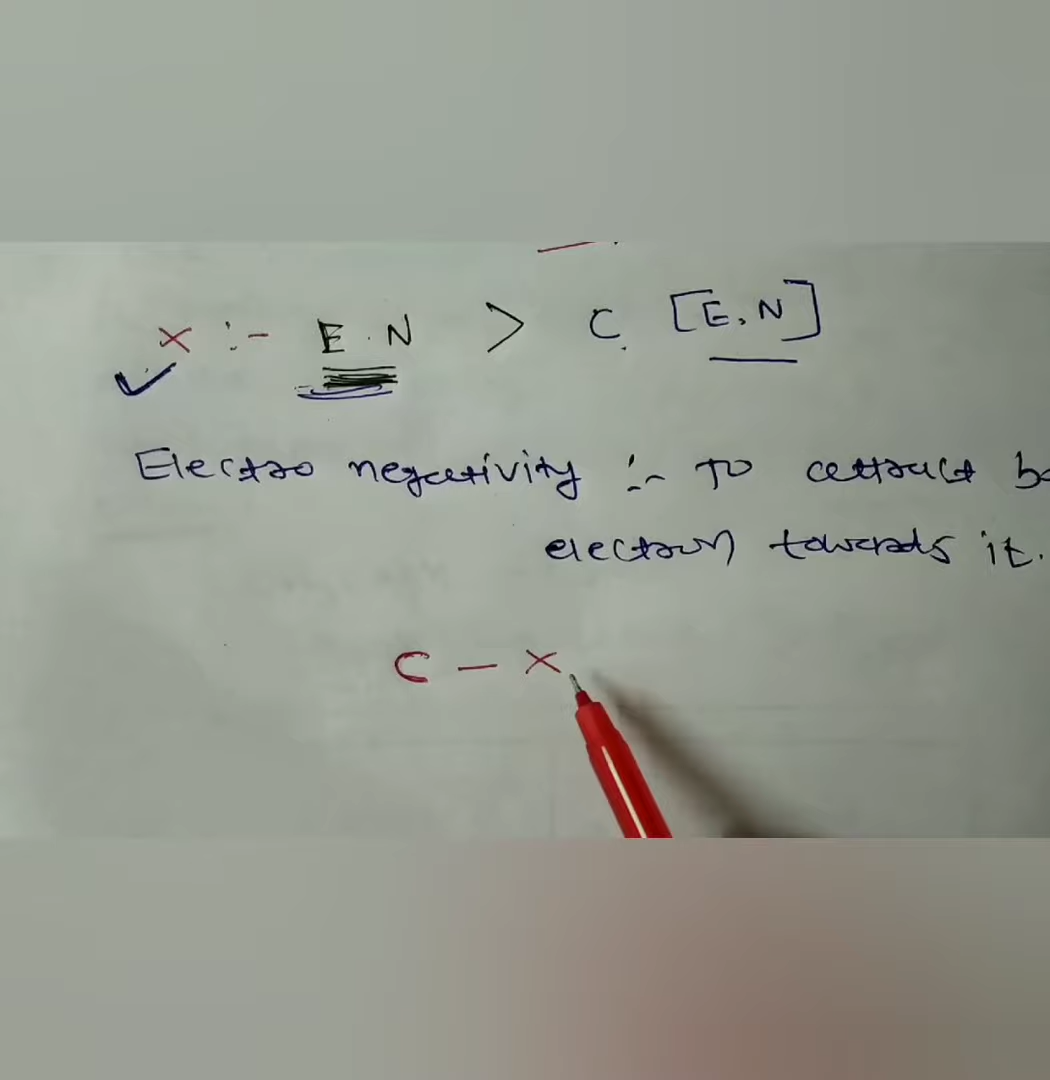 X :- E.N > C [E.N]
Electro negativity :- To attract
electron towards it.
C - X